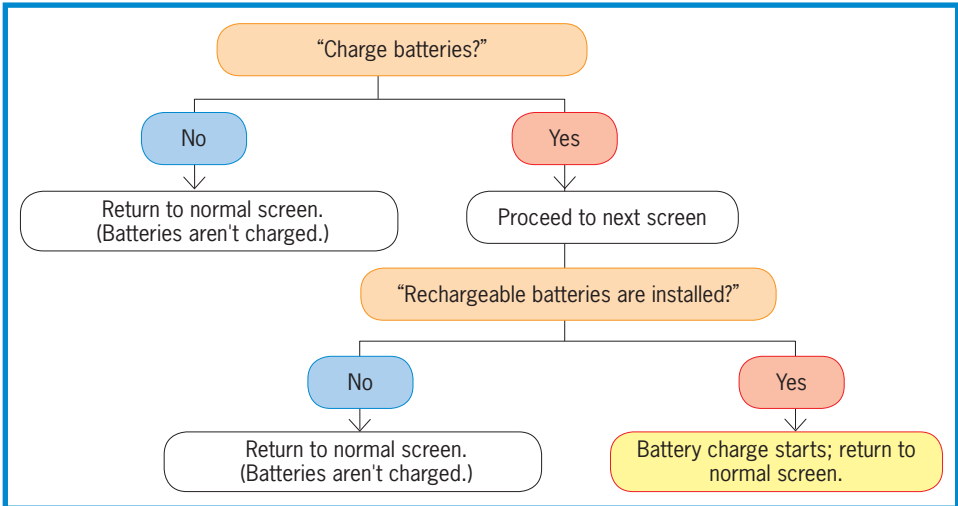 “Charge batteries?”
No
Yes
Return to normal screen.
(Batteries aren't charged.)
Proceed to next screen
“Rechargeable batteries are installed?”
No
Yes
Return to normal screen.
(Batteries aren't charged.)
Battery charge starts; return to
normal screen.